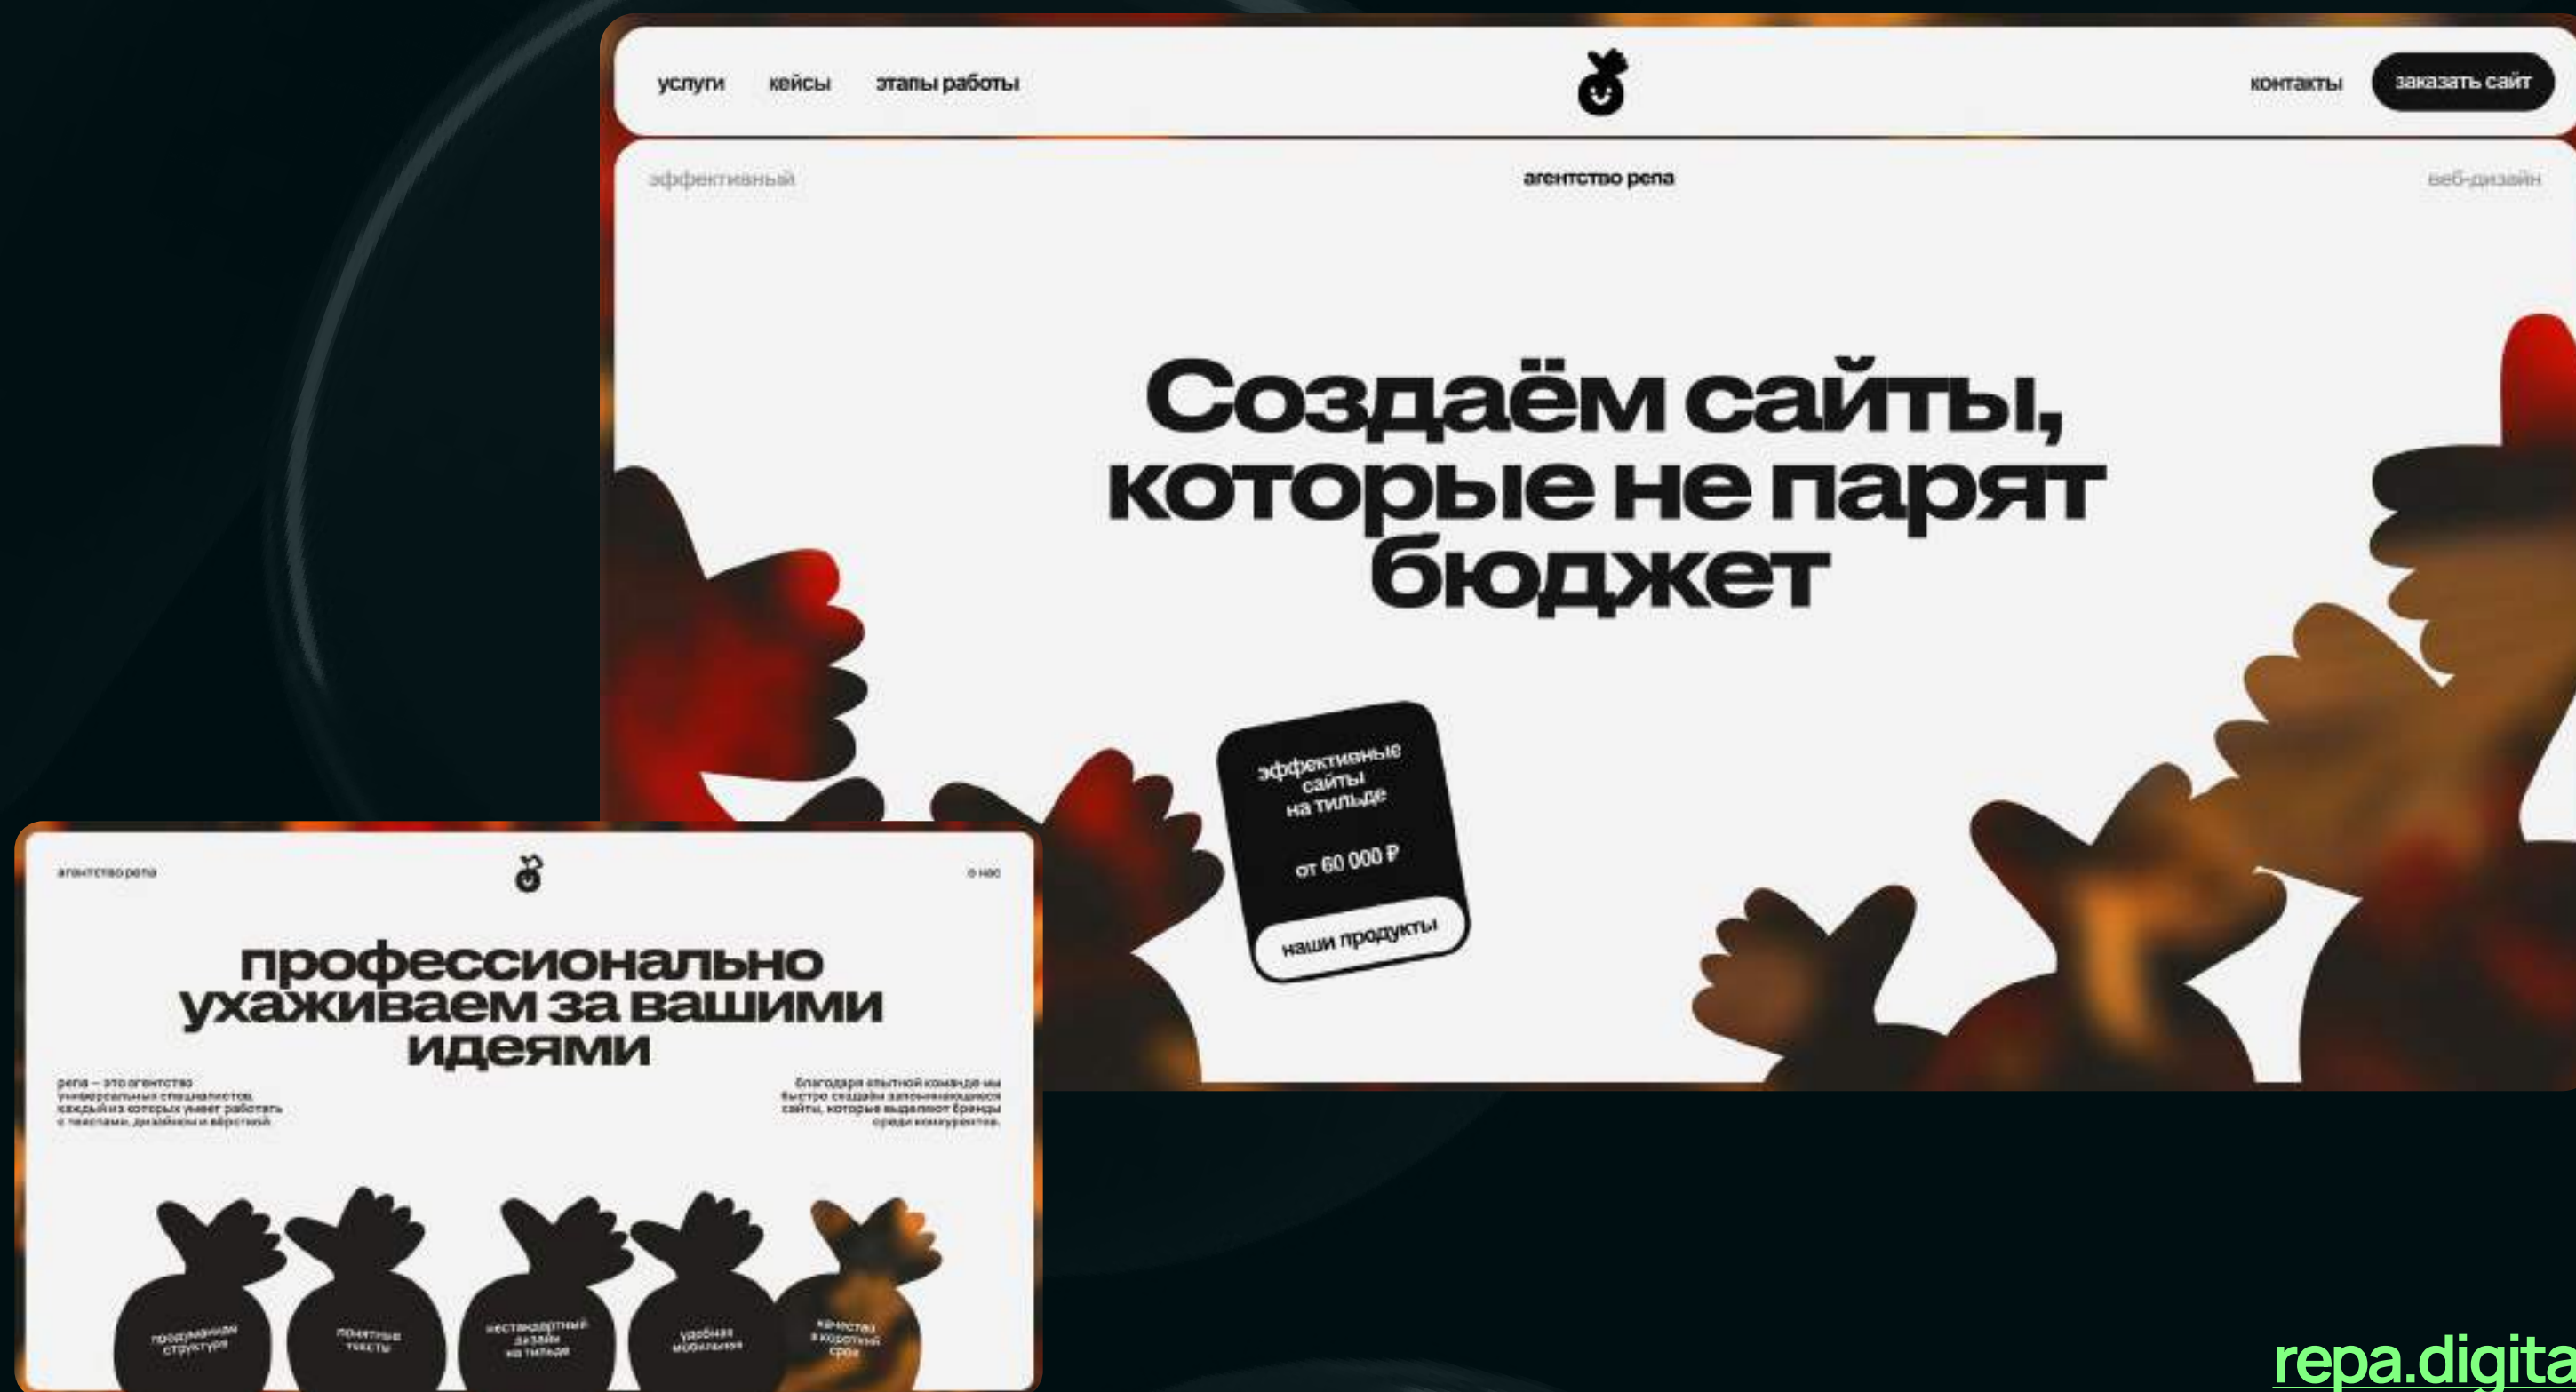 услуги кейсы этапы работы контакты заказать сайт
эффективный агентство репа веб-дизайн
Создаём сайты,
которые не парят
бюджет
эффективные
сайты
на тильде
от 60 000 ₽
наши продукты
агентство репа о нас
профессионально
ухаживаем за вашими
идеями
репа – это агентство
универсальных специалистов,
каждый из которых умеет работать
с текстами, дизайном и вёрсткой.
благодаря опытной команде мы
быстро создаём запоминающиеся
сайты, которые выделяют бренды
среди конкурентов.
продуманная
структура
приятные
тексты
нестандартный
дизайн
на тильде
удобная
мобильная
качество
в короткий
срок
repa.digita